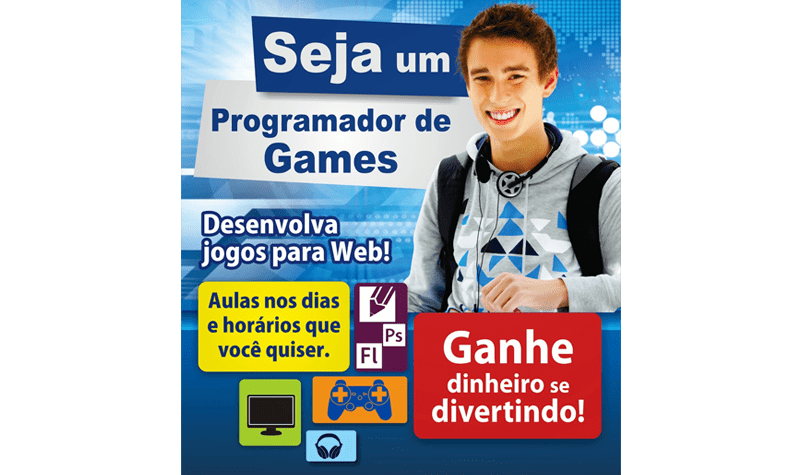 Seja um
Programador de
Games
Desenvolva
jogos para Web!
Aulas nos dias
e horários que
você quiser.
Ps
Fl
Ganhe
dinheiro se
divertindo!